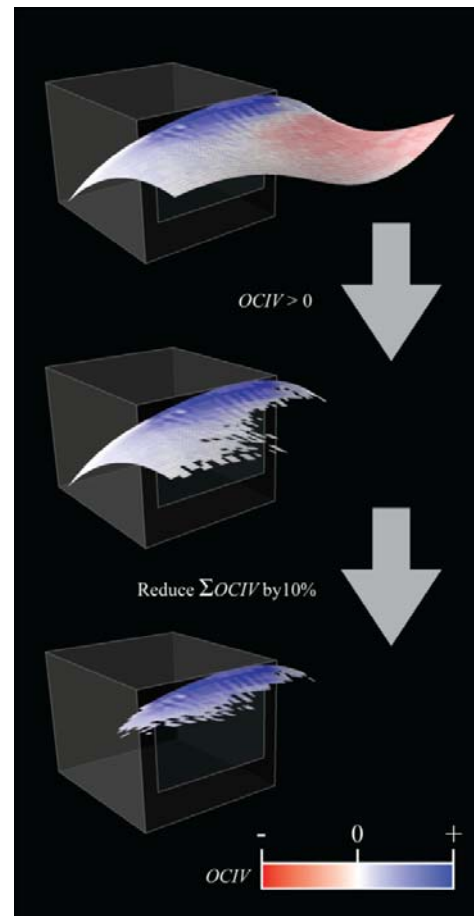 OCIV > 0
Reduce ΣOCIV by10%
- 0 +
OCIV